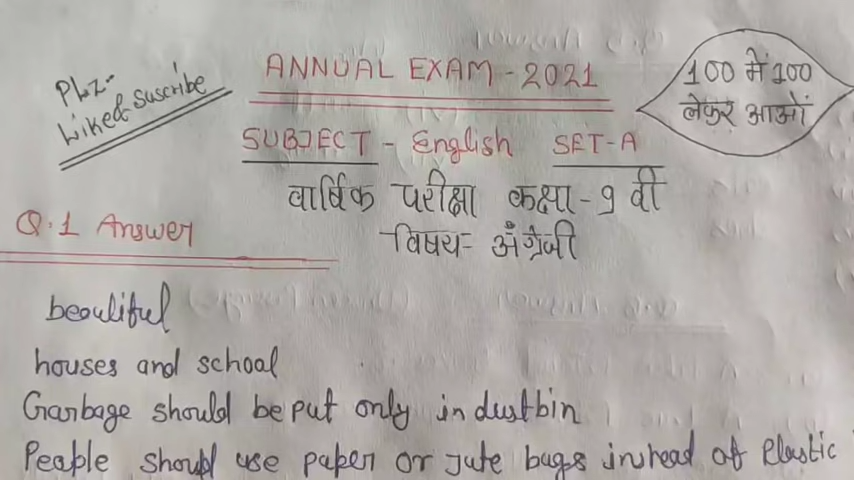 Plz:-
Like& suscribe
ANNUAL EXAM - 2021
100 में 100
लेकर आओं
SUBJECT - English SET-A
वार्षिक परीक्षा कक्षा - 9 वी
विषय:- अँग्रेजी
Q.1 Answer
beautiful
houses and school
Garbage should be put only in dustbin
People should use paper or jute bags instead of Plastic